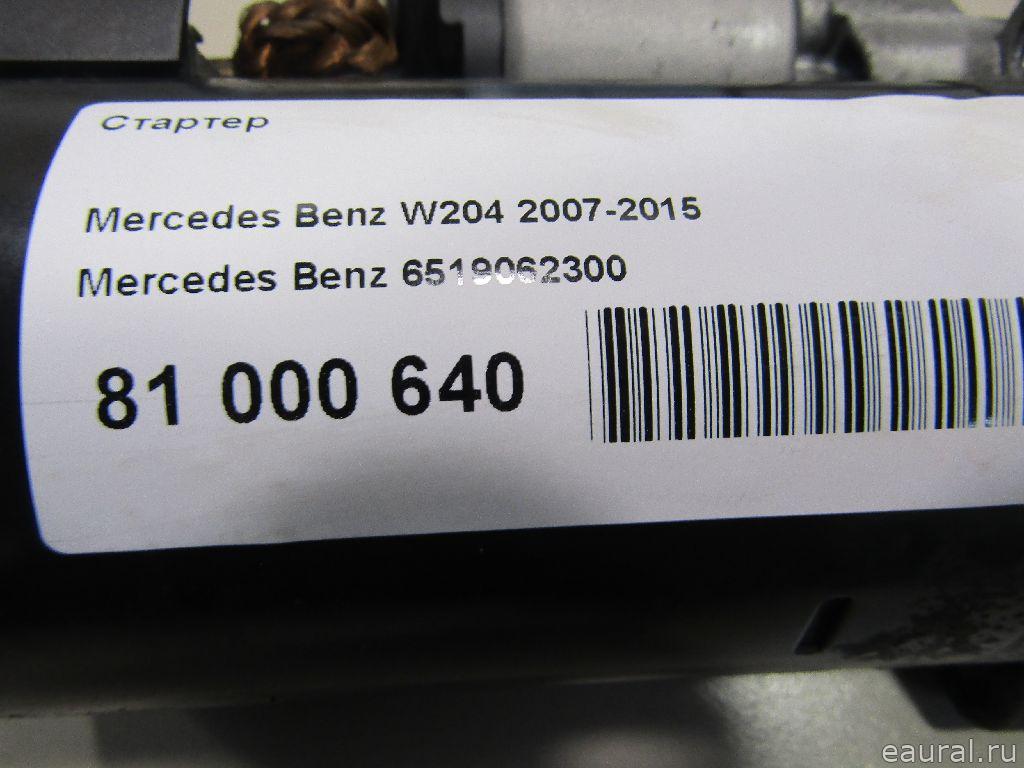 Стартер
Mercedes Benz W204 2007-2015
Mercedes Benz 6519062300
81 000 640
eaural.ru